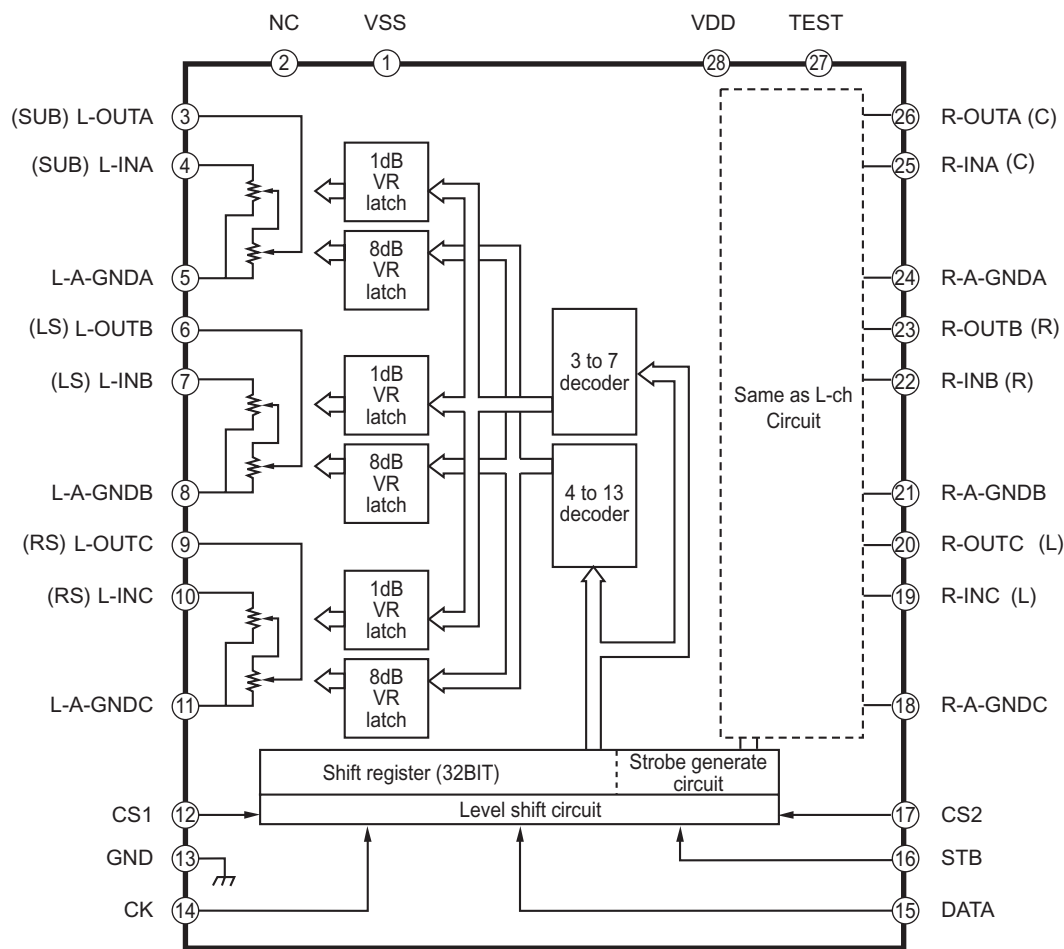 NC VSS VDD TEST
2 1 28 27
(SUB) L-OUTA 3
(SUB) L-INA 4
L-A-GNDA 5
(LS) L-OUTB 6
(LS) L-INB 7
L-A-GNDB 8
(RS) L-OUTC 9
(RS) L-INC 10
L-A-GNDC 11
CS1 12
GND 13
CK 14
1dB
VR
latch
8dB
VR
latch
1dB
VR
latch
8dB
VR
latch
1dB
VR
latch
8dB
VR
latch
3 to 7
decoder
4 to 13
decoder
Same as L-ch
Circuit
Shift register (32BIT)
Strobe generate
circuit
Level shift circuit
26 R-OUTA (C)
25 R-INA (C)
24 R-A-GNDA
23 R-OUTB (R)
22 R-INB (R)
21 R-A-GNDB
20 R-OUTC (L)
19 R-INC (L)
18 R-A-GNDC
17 CS2
16 STB
15 DATA